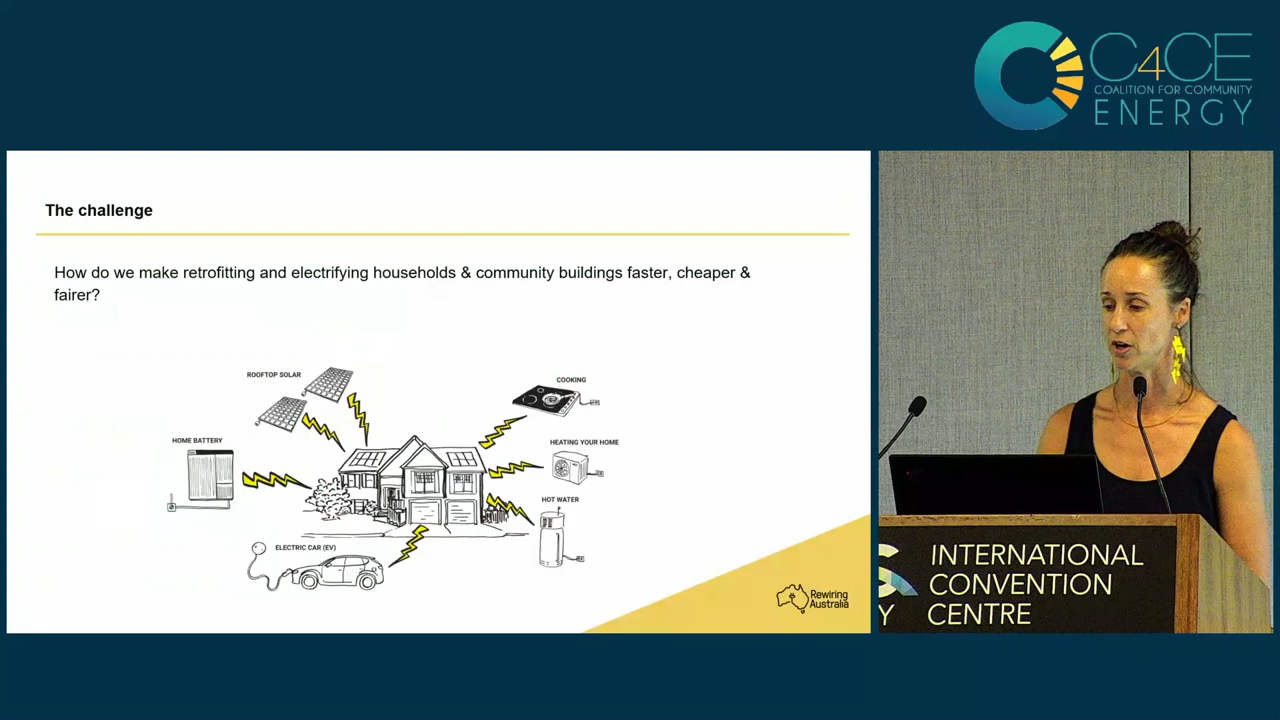 C4CE
COALITION FOR COMMUNITY
ENERGY
The challenge
How do we make retrofitting and electrifying households & community buildings faster, cheaper &
fairer?
ROOFTOP SOLAR
COOKING
HOME BATTERY
HEATING YOUR HOME
HOT WATER
ELECTRIC CAR (EV)
Rewiring
Australia
INTERNATIONAL
CONVENTION
CENTRE